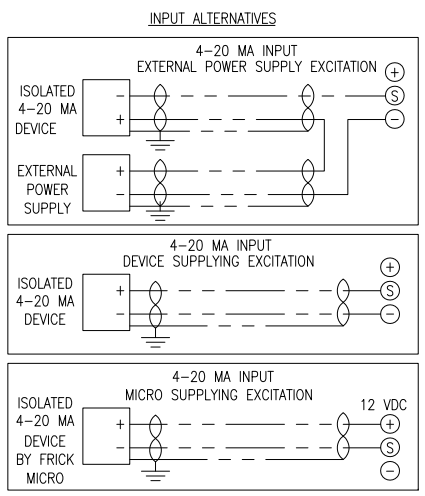 INPUT ALTERNATIVES
4-20 MA INPUT
EXTERNAL POWER SUPPLY EXCITATION
+
ISOLATED
4-20 MA
DEVICE
-
+
S
-
EXTERNAL
POWER
SUPPLY
+
-
4-20 MA INPUT
DEVICE SUPPLYING EXCITATION
+
ISOLATED
4-20 MA
DEVICE
+
-
S
-
4-20 MA INPUT
MICRO SUPPLYING EXCITATION
ISOLATED
4-20 MA
DEVICE
BY FRICK
MICRO
+
-
12 VDC
+
S
-